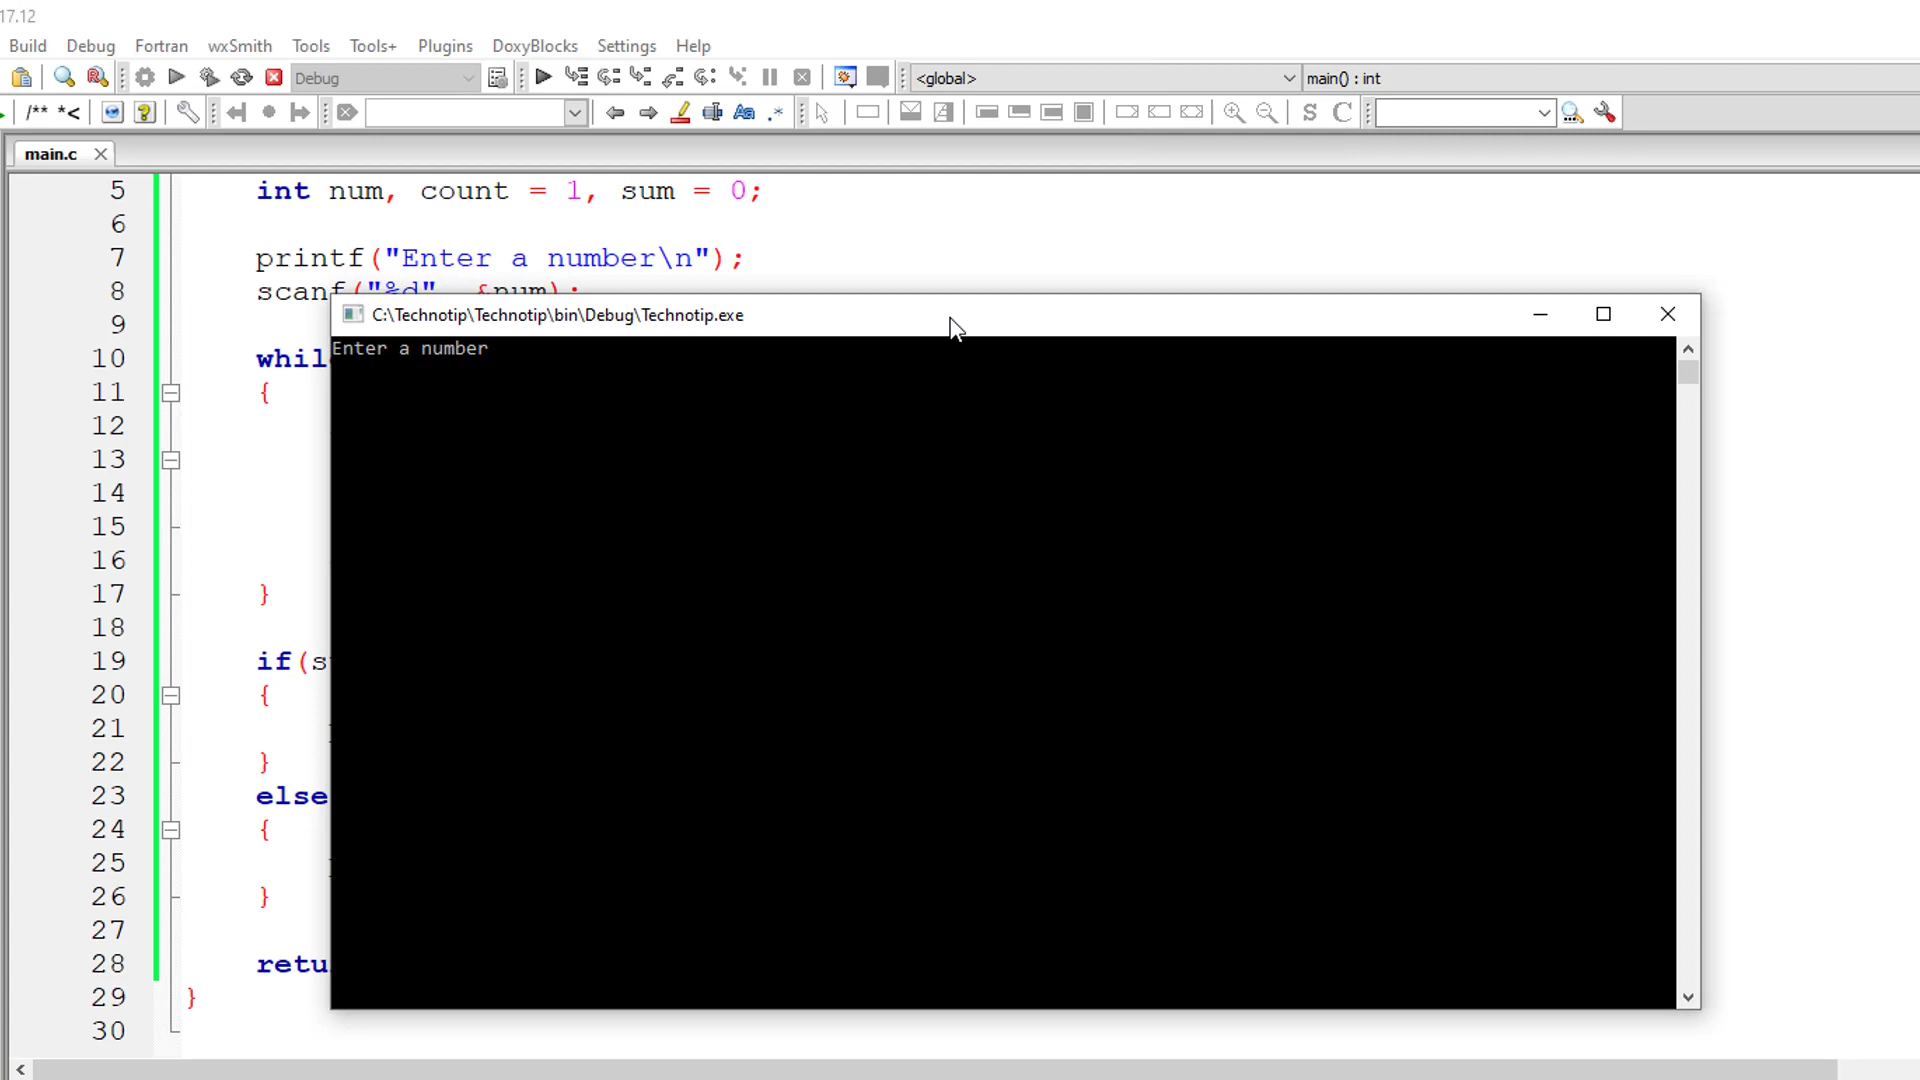 17.12
Build Debug Fortran wxSmith Tools Tools+ Plugins DoxyBlocks Settings Help
Debug <global> main() : int
/** *< Aa .* S C
main.c
5 int num, count = 1, sum = 0;
6
7 printf("Enter a number\n");
8 scanf("%d", &num);
9 C:\Technotip\Technotip\bin\Debug\Technotip.exe
Enter a number
10 whil
11 {
12
13
14
15
16
17 }
18
19 if(s
20 {
21
22 }
23 else
24 {
25
26 }
27
28 retu
29 }
30